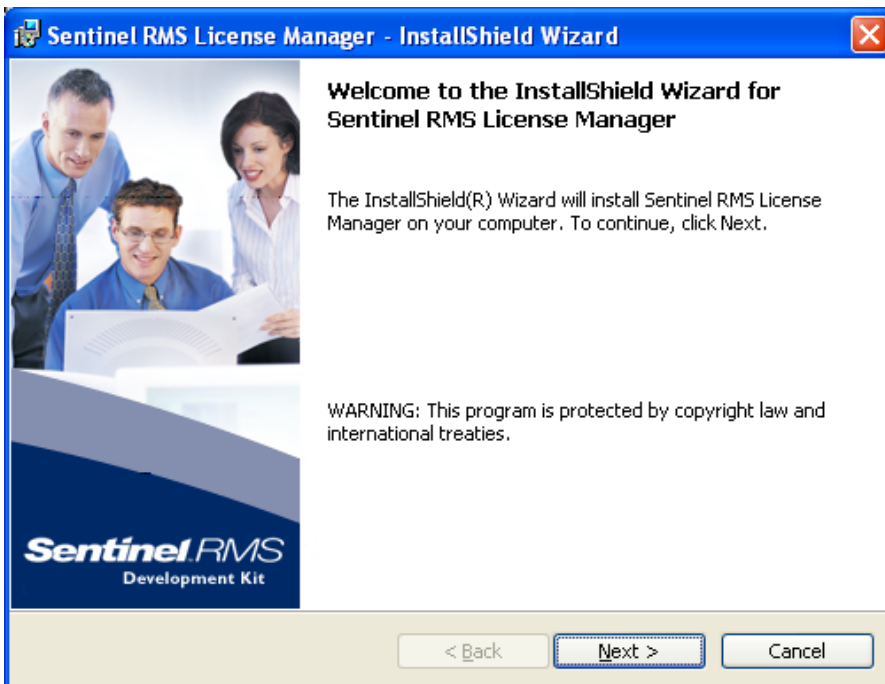 Sentinel RMS License Manager - InstallShield Wizard
Welcome to the InstallShield Wizard for
Sentinel RMS License Manager
The InstallShield(R) Wizard will install Sentinel RMS License
Manager on your computer. To continue, click Next.
WARNING: This program is protected by copyright law and
international treaties.
Sentinel RMS
Development Kit
< Back
Next >
Cancel